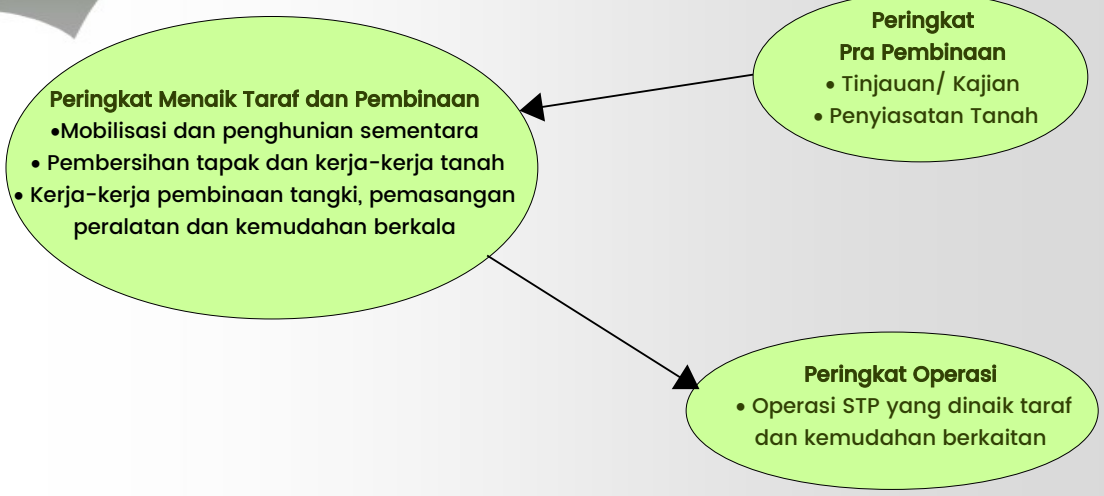 Peringkat
Pra Pembinaan
• Tinjauan/ Kajian
• Penyiasatan Tanah
Peringkat Menaik Taraf dan Pembinaan
•Mobilisasi dan penghunian sementara
• Pembersihan tapak dan kerja-kerja tanah
• Kerja-kerja pembinaan tangki, pemasangan
peralatan dan kemudahan berkala
Peringkat Operasi
• Operasi STP yang dinaik taraf
dan kemudahan berkaitan